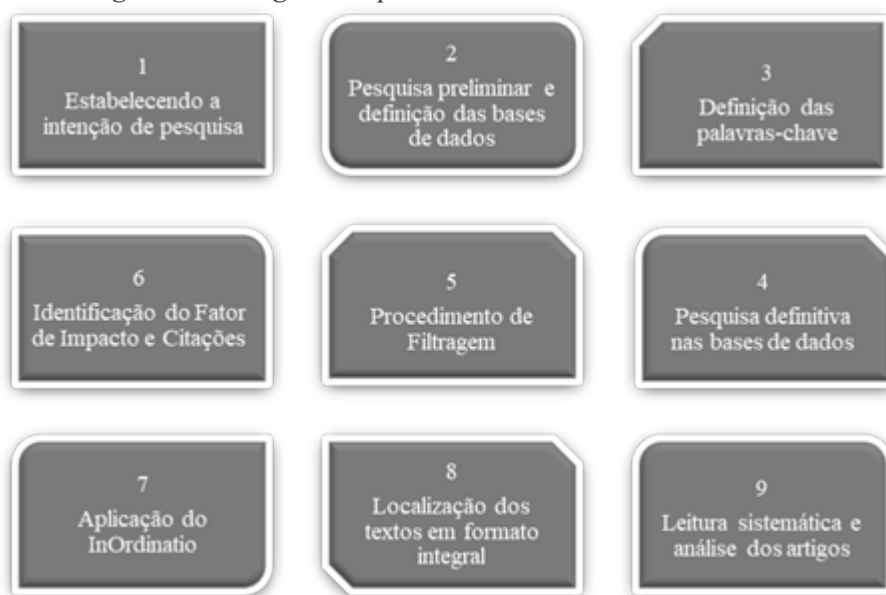 1
Estabelecendo a
intenção de pesquisa
2
Pesquisa preliminar e
definição das bases
de dados
3
Definição das
palavras-chave
6
Identificação do Fator
de Impacto e Citações
5
Procedimento de
Filtragem
4
Pesquisa definitiva
nas bases de dados
7
Aplicação do
InOrdinatio
8
Localização dos
textos em formato
integral
9
Leitura sistemática e
análise dos artigos